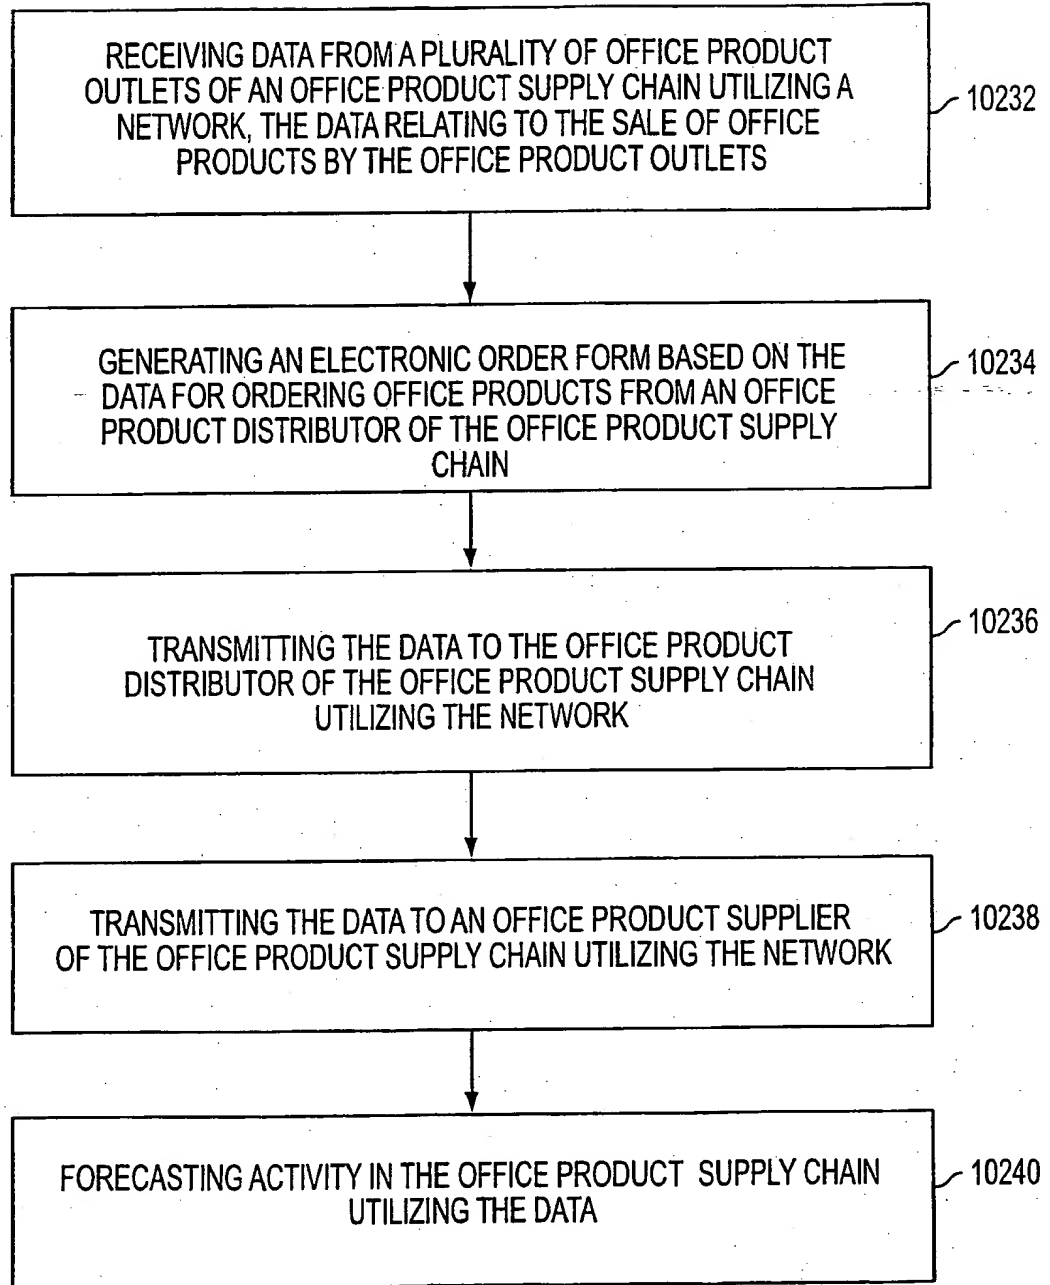 RECEIVING DATA FROM A PLURALITY OF OFFICE PRODUCT
OUTLETS OF AN OFFICE PRODUCT SUPPLY CHAIN UTILIZING A
NETWORK, THE DATA RELATING TO THE SALE OF OFFICE
PRODUCTS BY THE OFFICE PRODUCT OUTLETS
10232
GENERATING AN ELECTRONIC ORDER FORM BASED ON THE
DATA FOR ORDERING OFFICE PRODUCTS FROM AN OFFICE
PRODUCT DISTRIBUTOR OF THE OFFICE PRODUCT SUPPLY
CHAIN
10234
TRANSMITTING THE DATA TO THE OFFICE PRODUCT
DISTRIBUTOR OF THE OFFICE PRODUCT SUPPLY CHAIN
UTILIZING THE NETWORK
10236
TRANSMITTING THE DATA TO AN OFFICE PRODUCT SUPPLIER
OF THE OFFICE PRODUCT SUPPLY CHAIN UTILIZING THE NETWORK
10238
FORECASTING ACTIVITY IN THE OFFICE PRODUCT SUPPLY CHAIN
UTILIZING THE DATA
10240